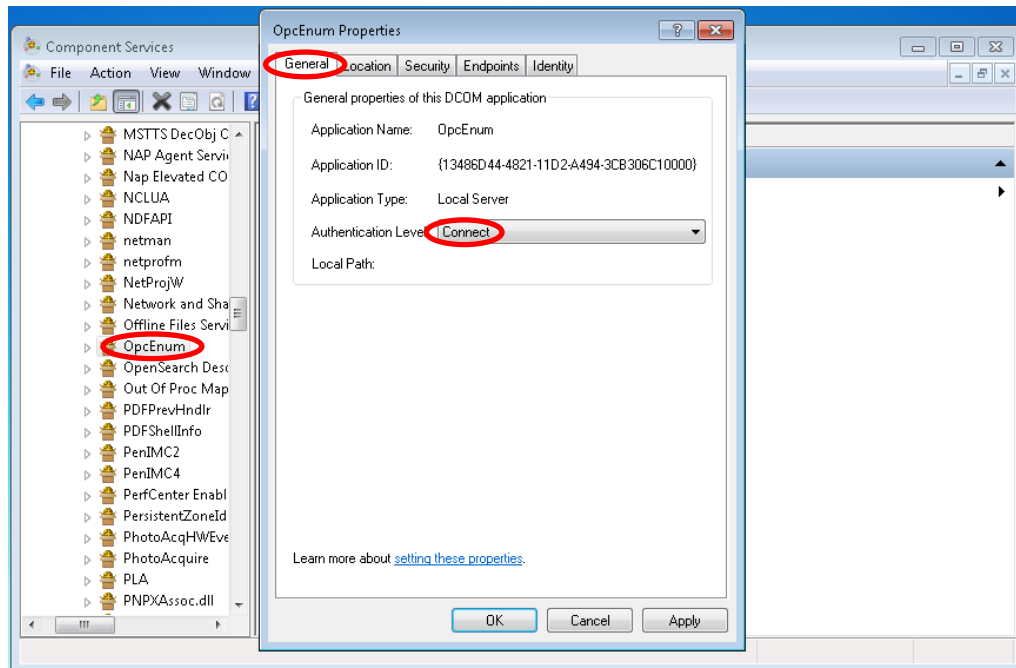 Component Services
File Action View Window
MSTTS DecObj C
NAP Agent Servi
Nap Elevated CO
NCLUA
NDFAPI
netman
netprofm
NetProjW
Network and Sha
Offline Files Servi
OpcEnum
OpenSearch Desc
Out Of Proc Map
PDFPrevHndlr
PDFShellInfo
PenIMC2
PenIMC4
PerfCenter Enabl
PersistentZoneId
PhotoAcqHWEve
PhotoAcquire
PLA
PNPXAssoc.dll
OpcEnum Properties
General Location Security Endpoints Identity
General properties of this DCOM application
Application Name: OpcEnum
Application ID: {13486D44-4821-11D2-A494-3CB306C10000}
Application Type: Local Server
Authentication Level Connect
Local Path:
Learn more about setting these properties.
OK Cancel Apply